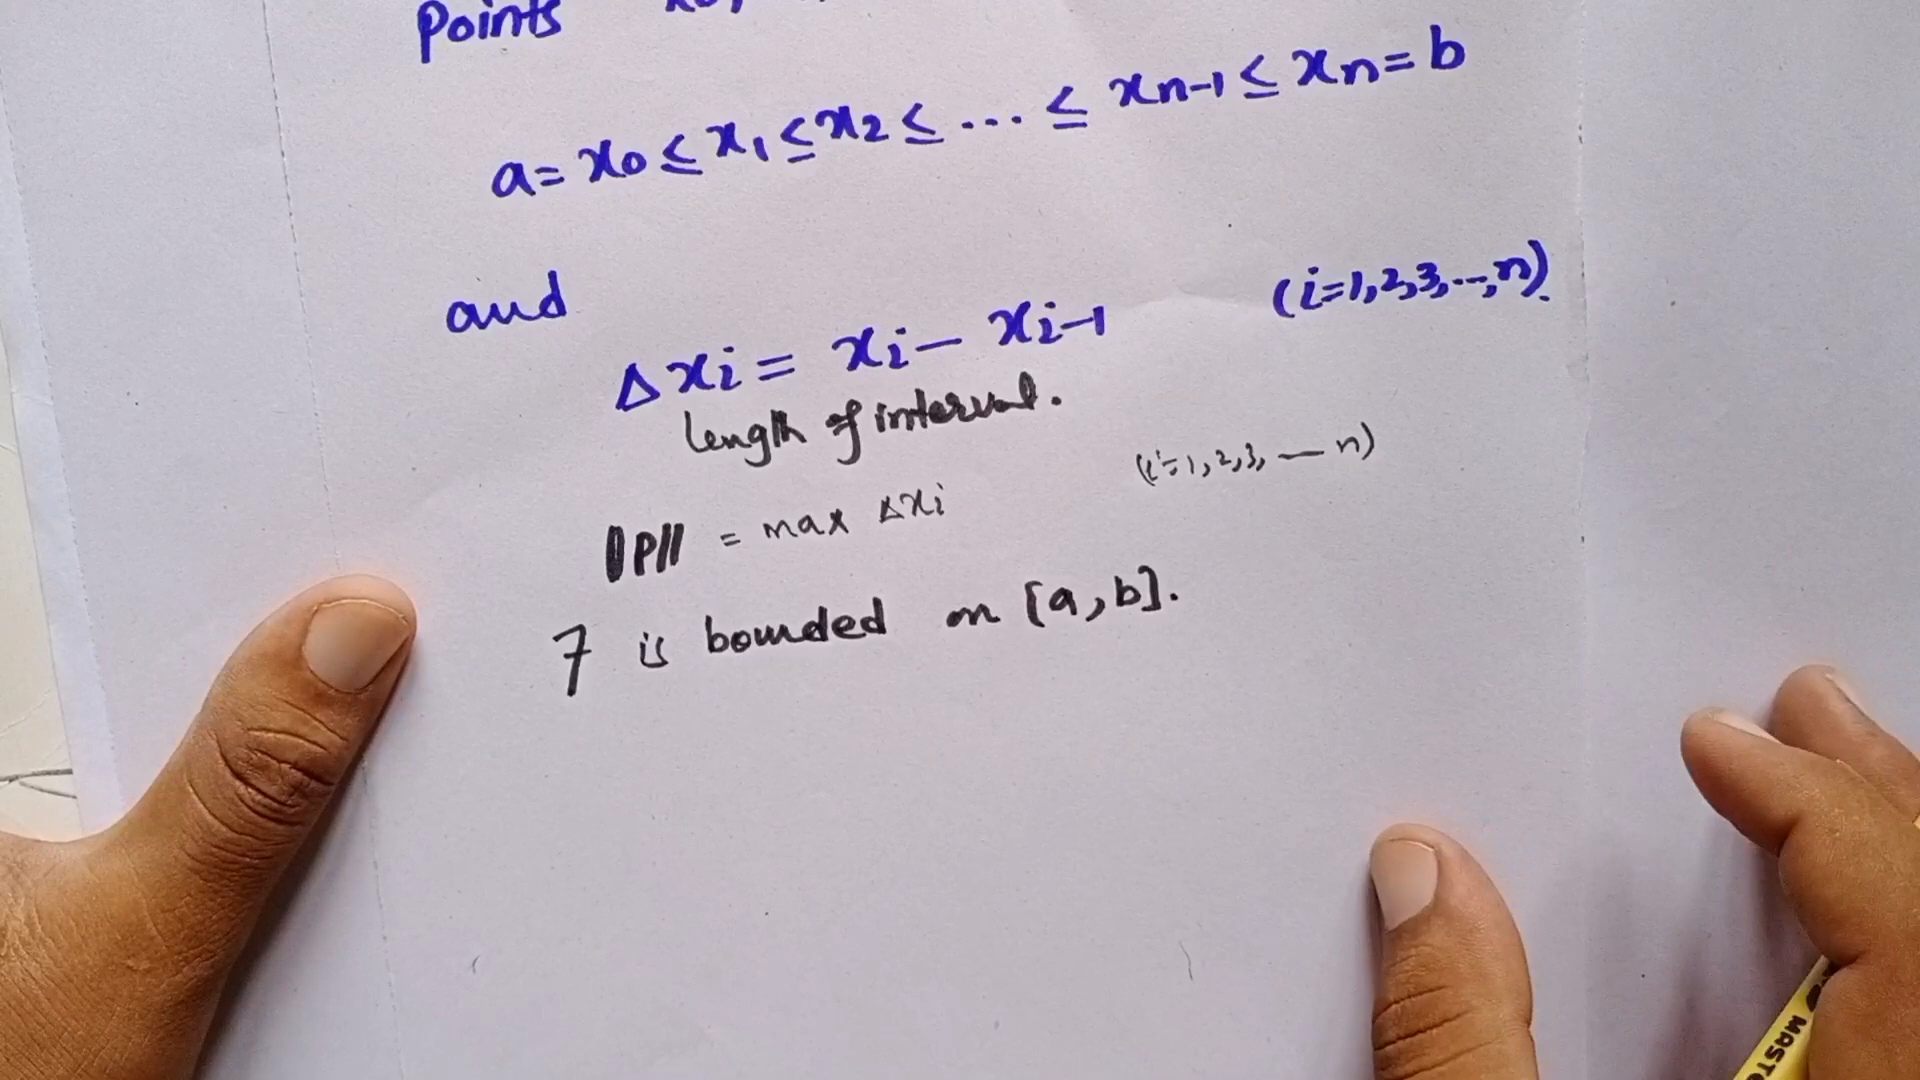 Points x0,
a = x0 ≤ x1 ≤ x2 ≤ ... ≤ xn-1 ≤ xn = b
and
Δxi = xi - xi-1 (i=1,2,3,...,n).
Length of interval.
||P|| = max Δxi (i=1,2,3, — n)
f is bounded on [a,b].